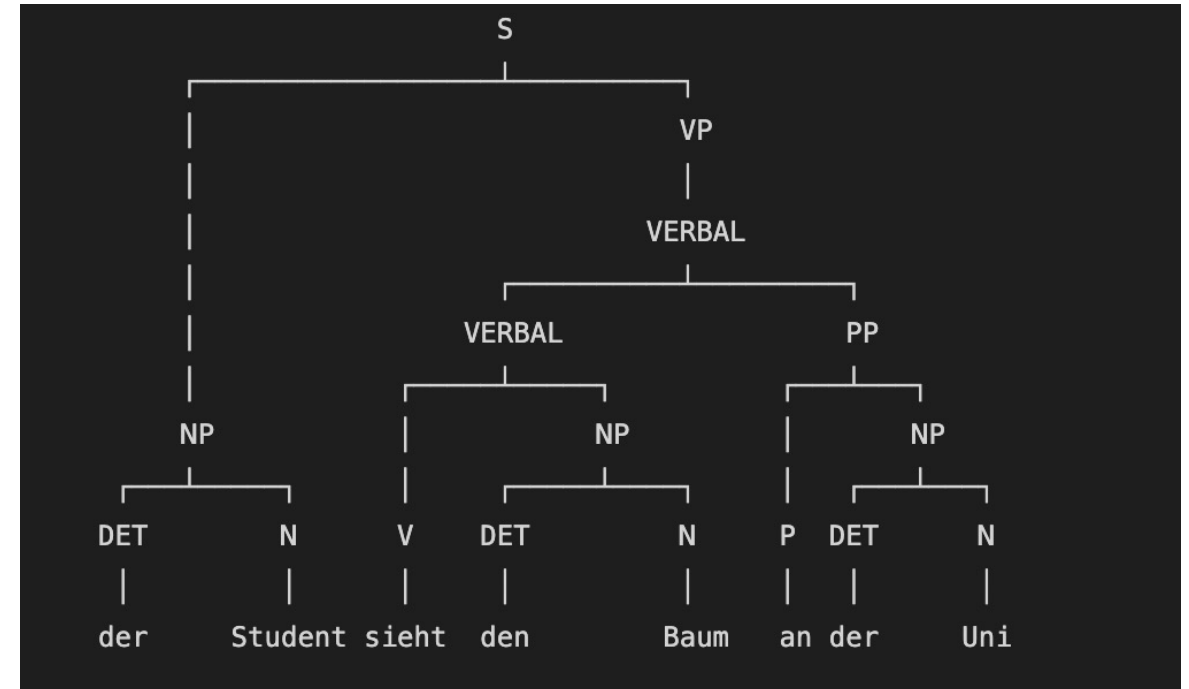 S
VP
VERBAL
VERBAL PP
NP NP NP
DET N V DET N P DET N
der Student sieht den Baum an der Uni